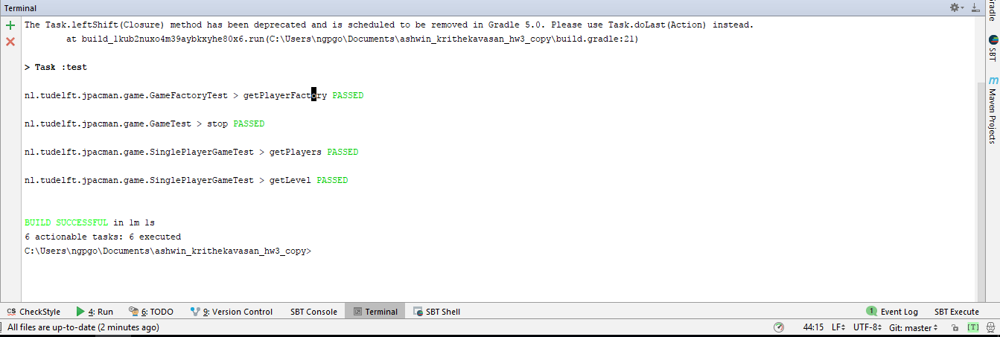 Terminal
The Task.leftShift(Closure) method has been deprecated and is scheduled to be removed in Gradle 5.0. Please use Task.doLast(Action) instead.
at build_1kub2nuxo4m39aybkxyhe80x6.run(C:\Users\ngpgo\Documents\ashwin_krithekavasan_hw3_copy\build.gradle:21)
> Task :test
nl.tudelft.jpacman.game.GameFactoryTest > getPlayerFactory PASSED
nl.tudelft.jpacman.game.GameTest > stop PASSED
nl.tudelft.jpacman.game.SinglePlayerGameTest > getPlayers PASSED
nl.tudelft.jpacman.game.SinglePlayerGameTest > getLevel PASSED
BUILD SUCCESSFUL in 1m 1s
6 actionable tasks: 6 executed
C:\Users\ngpgo\Documents\ashwin_krithekavasan_hw3_copy>
SBT
m Maven Projects
CS CheckStyle 4: Run 6: TODO 9: Version Control SBT Console Terminal SBT Shell 1 Event Log SBT Execute
All files are up-to-date (2 minutes ago) 44:15 LF UTF-8 Git: master [T]